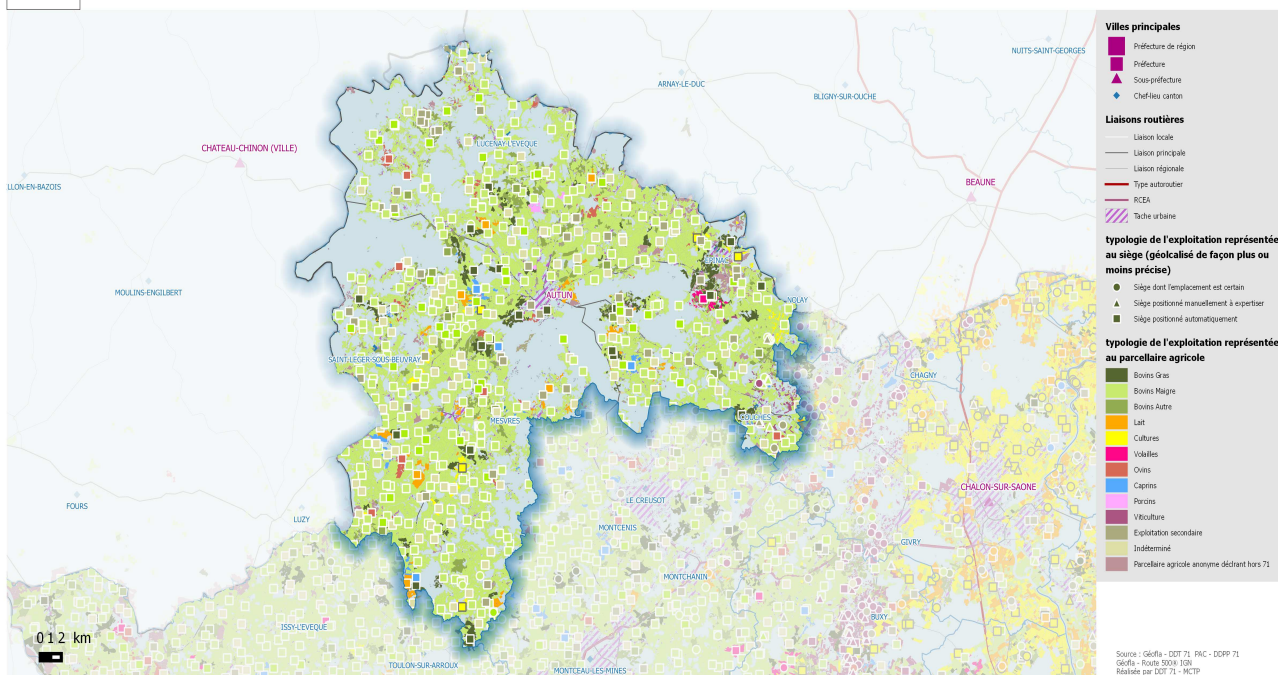 NUITS-SAINT-GEORGES
ARNAY-LE-DUC
BLIGNY-SUR-OUCHE
CHATEAU-CHINON (VILLE)
LUCENAY-L'EVEQUE
LLON-EN-BAZOIS
BEAUNE
EPINAC
MOULINS-ENGILBERT
AUTUN
NOLAY
SAINT-LEGER-SOUS-BEUVRAY
CHAGNY
MESVRES
COUCHES
CHALON-SUR-SAONE
LE CREUSOT
FOURS
LUZY
MONTCENIS
GIVRY
MONTCHANIN
BUXY
ISSY-L'EVEQUE
TOULON-SUR-ARROUX
MONTCEAU-LES-MINES
0 1 2 km
Villes principales
Préfecture de région
Préfecture
Sous-préfecture
Chef-lieu canton
Liaisons routières
Liaison locale
Liaison principale
Liaison régionale
Type autoroutier
RCEA
Tache urbaine
typologie de l'exploitation représentée
au siège (géolcalisé de façon plus ou
moins précise)
Siège dont l'emplacement est certain
Siège positionné manuellement à expertiser
Siège positionné automatiquement
typologie de l'exploitation représentée
au parcellaire agricole
Bovins Gras
Bovins Maigre
Bovins Autre
Lait
Cultures
Volailles
Ovins
Caprins
Porcins
Viticulture
Exploitation secondaire
Indéterminé
Parcellaire agricole anonyme déclrant hors 71
Source : Géofla - DDT 71 PAC - DDPP 71
Géofla - Route 500® IGN
Réalisée par DDT 71 - MCTP